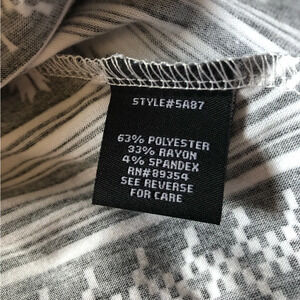 STYLE#5A87
63% POLYESTER
33% RAYON
4% SPANDEX
RN#89354
SEE REVERSE
FOR CARE